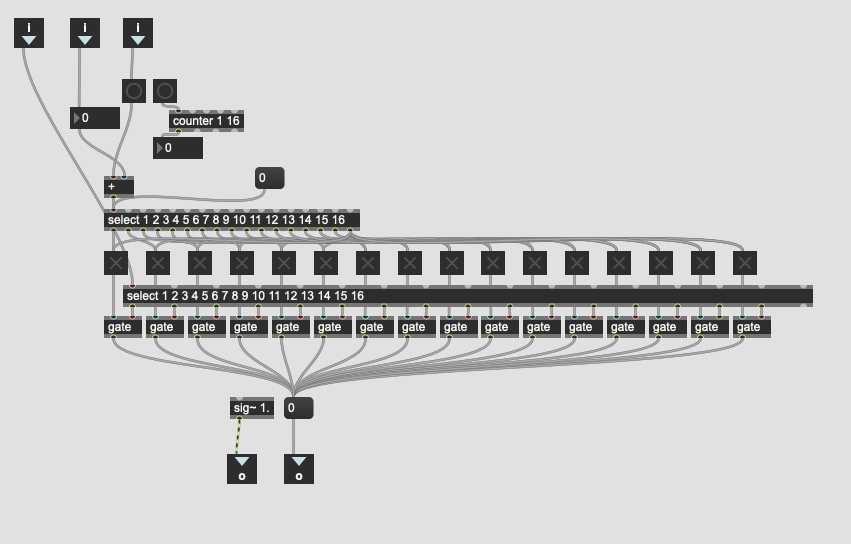 i i i
0
counter 1 16
0
+
0
select 1 2 3 4 5 6 7 8 9 10 11 12 13 14 15 16
select 1 2 3 4 5 6 7 8 9 10 11 12 13 14 15 16
gate gate gate gate gate gate gate gate gate gate gate gate gate gate gate gate
sig~ 1. 0
o o